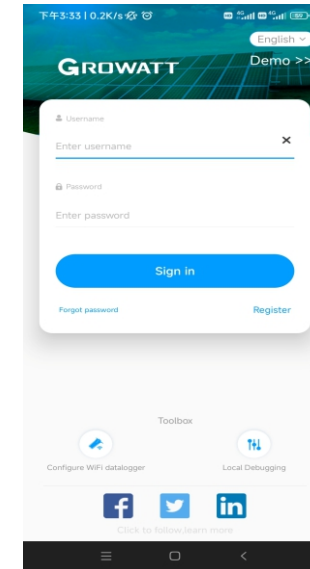 下午3:33 | 0.2K/s
English
GROWATT
Demo >>
Username
Enter username
Password
Enter password
Sign in
Forgot password
Register
Toolbox
Configure WiFi datalogger
Local Debugging
Click to follow,learn more